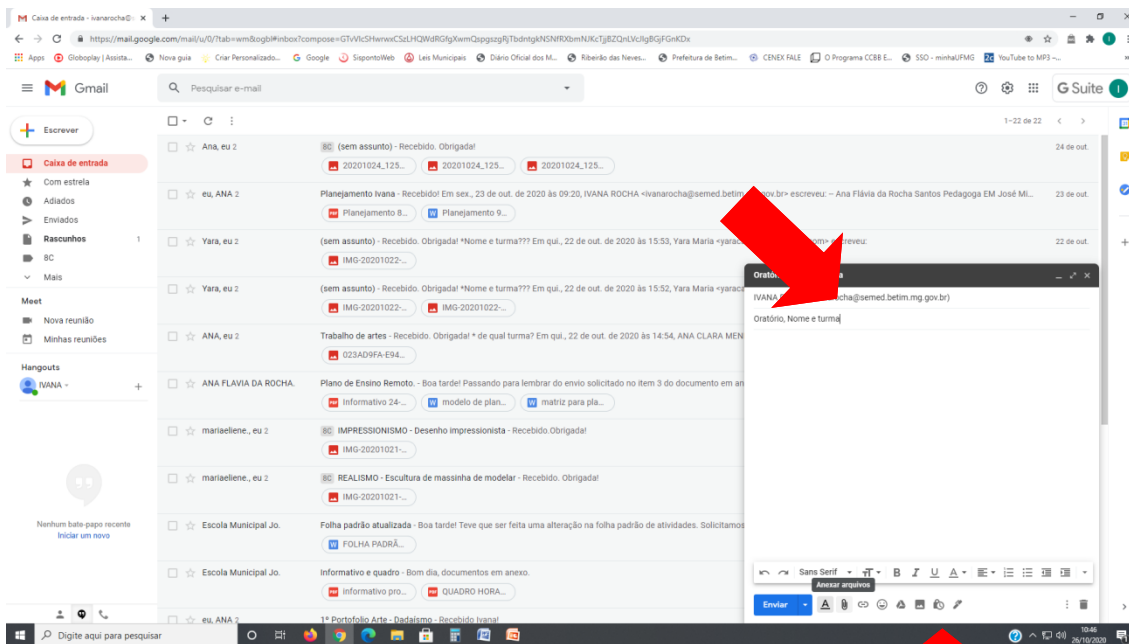 Caixa de entrada - ivanarocha@
https://mail.google.com/mail/u/0/?tab=wm&ogbl#inbox?compose=
Apps Globoplay | Assista... Nova guia Criar Personalizado... Google SispontoWeb Leis Municipais Diário Oficial dos M... Ribeirão das Neves... Prefeitura de Betim... CENEX FALE O Programa CCBB E... SSO - minhaUFMG YouTube to MP3 -...
Gmail
Pesquisar e-mail
G Suite
I
Escrever
1–22 de 22
Caixa de entrada
Com estrela
Adiados
Enviados
Rascunhos 1
8C
Mais
Meet
Nova reunião
Minhas reuniões
Hangouts
IVANA
Nenhum bate-papo recente
Iniciar um novo
Ana, eu 2 8C (sem assunto) - Recebido. Obrigada! 24 de out.
20201024_125... 20201024_125... 20201024_125...
eu, ANA 2 Planejamento Ivana - Recebido! Em sex., 23 de out. de 2020 às 09:20, IVANA ROCHA <ivanarocha@semed.betim. gov.br> escreveu: – Ana Flávia da Rocha Santos Pedagoga EM José Mi... 23 de out.
Planejamento 8... Planejamento 9...
Yara, eu 2 (sem assunto) - Recebido. Obrigada! *Nome e turma??? Em qui., 22 de out. de 2020 às 15:53, Yara Maria escreveu: 22 de out.
IMG-20201022-...
Yara, eu 2 (sem assunto) - Recebido. Obrigada! *Nome e turma??? Em qui., 22 de out. de 2020 às 15:52, Yara Maria
IMG-20201022-... IMG-20201022-...
ANA, eu 2 Trabalho de artes - Recebido. Obrigada! * de qual turma? Em qui., 22 de out. de 2020 às 14:54, ANA CLARA MEN
023AD9FA-E94...
ANA FLAVIA DA ROCHA. Plano de Ensino Remoto. - Boa tarde! Passando para lembrar do envio solicitado no item 3 do documento em an
Informativo 24-... modelo de plan... matriz para pla...
mariaeliene., eu 2 8C IMPRESSIONISMO - Desenho impressionista - Recebido.Obrigada!
IMG-20201021-...
mariaeliene., eu 2 8C REALISMO - Escultura de massinha de modelar - Recebido. Obrigada!
IMG-20201021-...
Escola Municipal Jo. Folha padrão atualizada - Boa tarde! Teve que ser feita uma alteração na folha padrão de atividades. Solicitamos
FOLHA PADRÃ...
Escola Municipal Jo. Informativo e quadro - Bom dia, documentos em anexo.
informativo pro... QUADRO HORA...
eu, ANA 2 1º Portofolio Arte - Dadaísmo - Recebido Ivana!
IVANA cha@semed.betim.mg.gov.br)
Oratório, Nome e turma
Sans Serif
B I U A
Anexar arquivos
Enviar
Digite aqui para pesquisar
10:46
26/10/2020